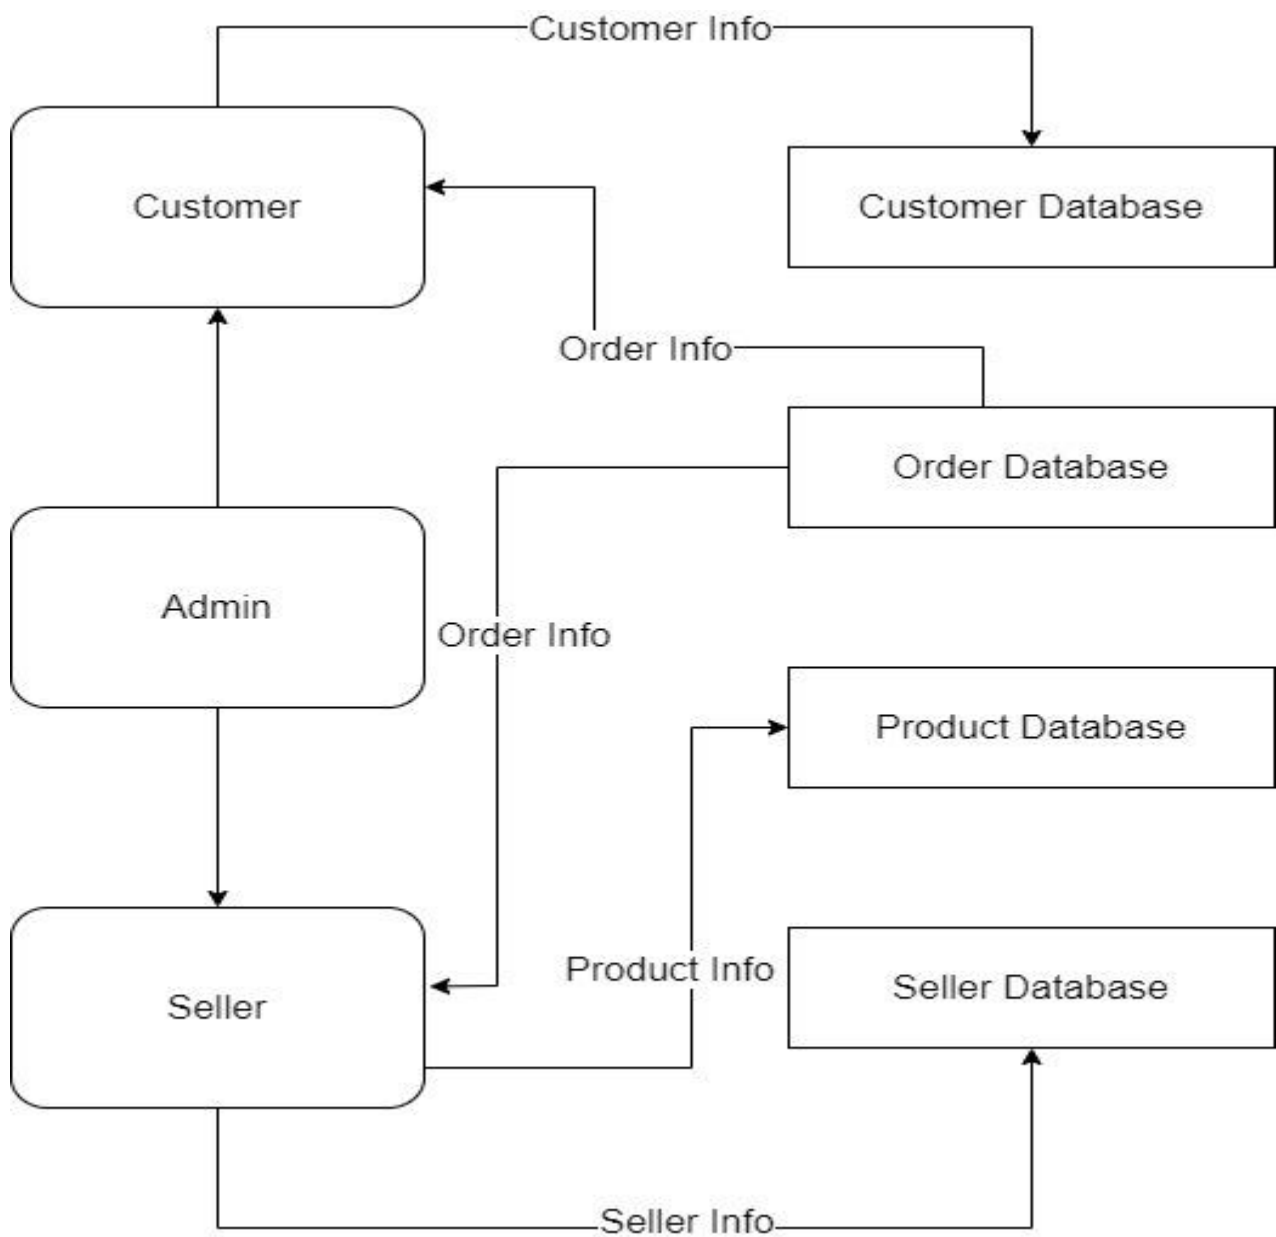 Customer Info
Customer
Customer Database
Order Info
Order Database
Admin
Order Info
Product Database
Product Info
Seller Database
Seller
Seller Info